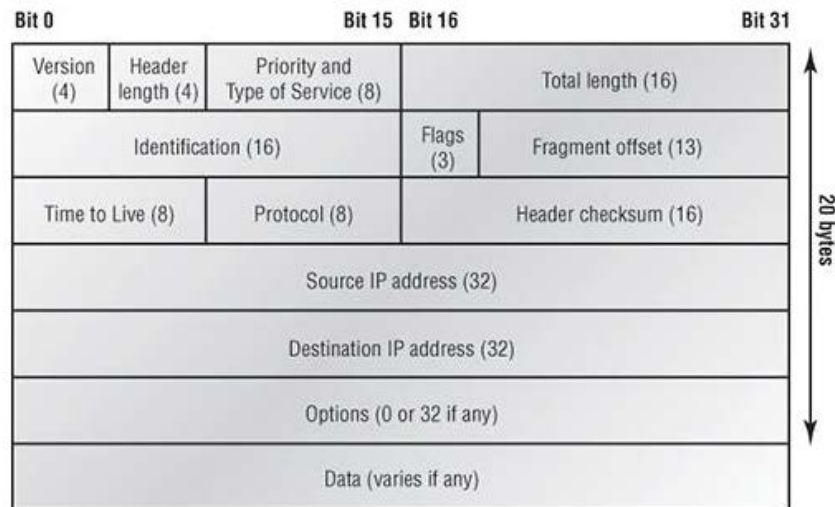 Bit 0 Bit 15 Bit 16 Bit 31
Version (4)
Header length (4)
Priority and Type of Service (8)
Total length (16)
Identification (16)
Flags (3)
Fragment offset (13)
Time to Live (8)
Protocol (8)
Header checksum (16)
Source IP address (32)
Destination IP address (32)
Options (0 or 32 if any)
Data (varies if any)
20 bytes